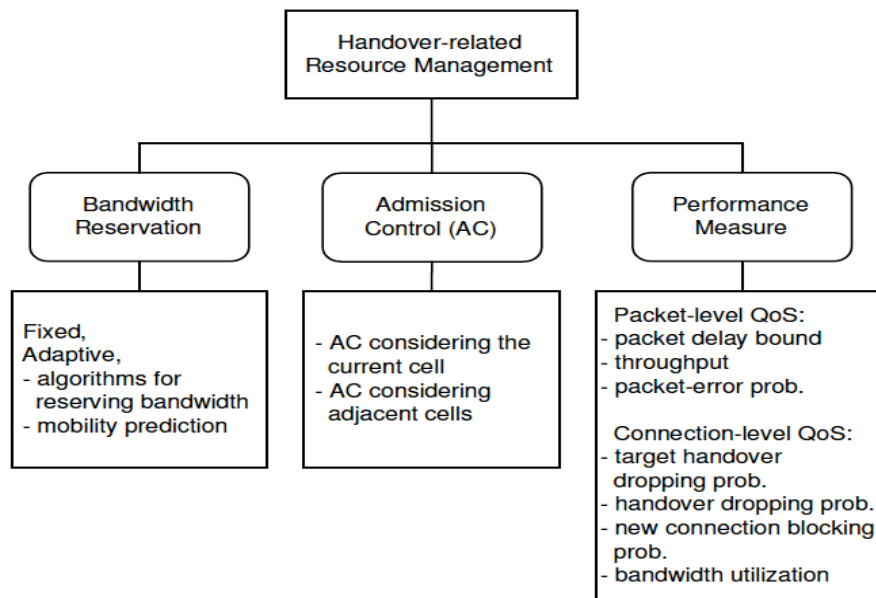 Handover-related
Resource Management
Bandwidth
Reservation
Admission
Control (AC)
Performance
Measure
Fixed,
Adaptive,
- algorithms for
reserving bandwidth
- mobility prediction
- AC considering the
current cell
- AC considering
adjacent cells
Packet-level QoS:
- packet delay bound
- throughput
- packet-error prob.
Connection-level QoS:
- target handover
dropping prob.
- handover dropping prob.
- new connection blocking
prob.
- bandwidth utilization